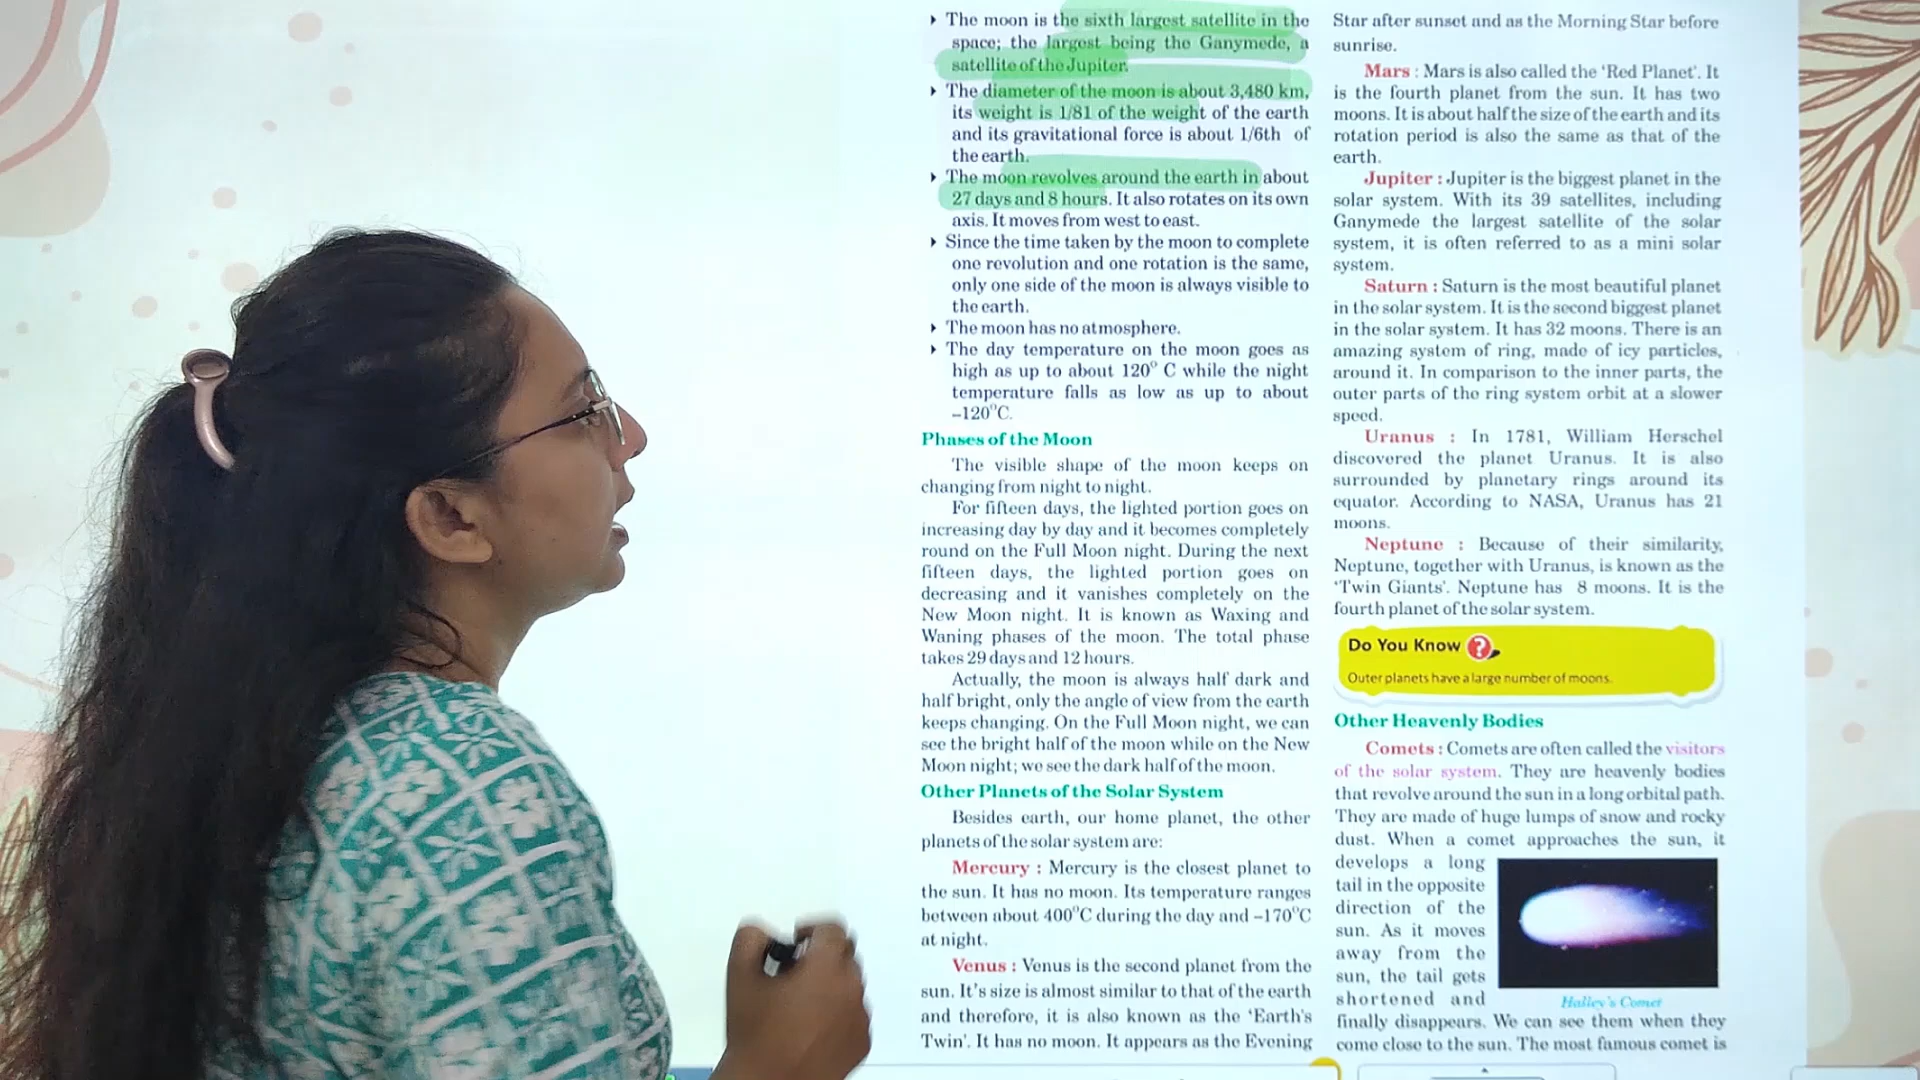 ‣ The moon is the sixth largest satellite in the
space; the largest being the Ganymede, a
satellite of the Jupiter.
‣ The diameter of the moon is about 3,480 km,
its weight is 1/81 of the weight of the earth
and its gravitational force is about 1/6th of
the earth.
‣ The moon revolves around the earth in about
27 days and 8 hours. It also rotates on its own
axis. It moves from west to east.
‣ Since the time taken by the moon to complete
one revolution and one rotation is the same,
only one side of the moon is always visible to
the earth.
‣ The moon has no atmosphere.
‣ The day temperature on the moon goes as
high as up to about 120⁰ C while the night
temperature falls as low as up to about
–120⁰C.
Phases of the Moon
The visible shape of the moon keeps on
changing from night to night.
For fifteen days, the lighted portion goes on
increasing day by day and it becomes completely
round on the Full Moon night. During the next
fifteen days, the lighted portion goes on
decreasing and it vanishes completely on the
New Moon night. It is known as Waxing and
Waning phases of the moon. The total phase
takes 29 days and 12 hours.
Actually, the moon is always half dark and
half bright, only the angle of view from the earth
keeps changing. On the Full Moon night, we can
see the bright half of the moon while on the New
Moon night; we see the dark half of the moon.
Other Planets of the Solar System
Besides earth, our home planet, the other
planets of the solar system are:
Mercury : Mercury is the closest planet to
the sun. It has no moon. Its temperature ranges
between about 400⁰C during the day and –170⁰C
at night.
Venus : Venus is the second planet from the
sun. It's size is almost similar to that of the earth
and therefore, it is also known as the 'Earth's
Twin'. It has no moon. It appears as the Evening
Star after sunset and as the Morning Star before
sunrise.
Mars : Mars is also called the 'Red Planet'. It
is the fourth planet from the sun. It has two
moons. It is about half the size of the earth and its
rotation period is also the same as that of the
earth.
Jupiter : Jupiter is the biggest planet in the
solar system. With its 39 satellites, including
Ganymede the largest satellite of the solar
system, it is often referred to as a mini solar
system.
Saturn : Saturn is the most beautiful planet
in the solar system. It is the second biggest planet
in the solar system. It has 32 moons. There is an
amazing system of ring, made of icy particles,
around it. In comparison to the inner parts, the
outer parts of the ring system orbit at a slower
speed.
Uranus : In 1781, William Herschel
discovered the planet Uranus. It is also
surrounded by planetary rings around its
equator. According to NASA, Uranus has 21
moons.
Neptune : Because of their similarity,
Neptune, together with Uranus, is known as the
'Twin Giants'. Neptune has 8 moons. It is the
fourth planet of the solar system.
Do You Know ?
Outer planets have a large number of moons.
Other Heavenly Bodies
Comets : Comets are often called the visitors
of the solar system. They are heavenly bodies
that revolve around the sun in a long orbital path.
They are made of huge lumps of snow and rocky
dust. When a comet approaches the sun, it
develops a long
tail in the opposite
direction of the
sun. As it moves
away from the
sun, the tail gets
shortened and
Halley's Comet
finally disappears. We can see them when they
come close to the sun. The most famous comet is